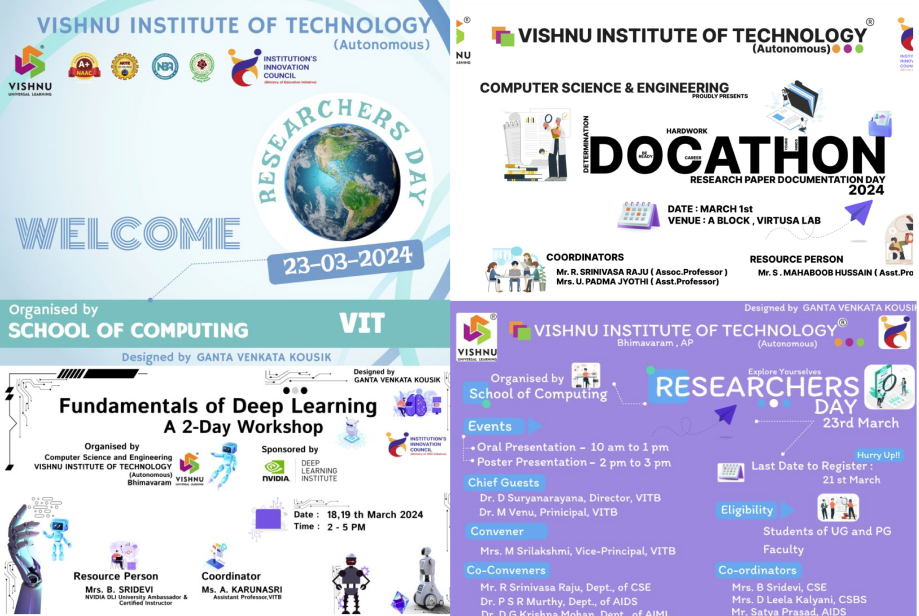 VISHNU INSTITUTE OF TECHNOLOGY
(Autonomous)
VISHNU
UNIVERSAL LEARNING
A+
NAAC
NBA
INSTITUTION'S
INNOVATION
COUNCIL
(Ministry of Education Initiative)
RESEARCHERS DAY
WELCOME
23-03-2024
Organised by
SCHOOL OF COMPUTING
VIT
Designed by GANTA VENKATA KOUSIK
VISHNU INSTITUTE OF TECHNOLOGY®
(Autonomous)
COMPUTER SCIENCE & ENGINEERING
PROUDLY PRESENTS
DETERMINATION
HARDWORK
DOCATHON
BE
READY
CAREER
RESEARCH PAPER DOCUMENTATION DAY
2024
DATE : MARCH 1st
VENUE : A BLOCK , VIRTUSA LAB
COORDINATORS
Mr. R. SRINIVASA RAJU ( Assoc.Professor )
Mrs. U. PADMA JYOTHI ( Asst.Professor)
RESOURCE PERSON
Mr. S . MAHABOOB HUSSAIN ( Asst.Pro
Designed by
GANTA VENKATA KOUSIK
Fundamentals of Deep Learning
A 2-Day Workshop
Organised by
Computer Science and Engineering
VISHNU INSTITUTE OF TECHNOLOGY
(Autonomous)
Bhimavaram
VISHNU
UNIVERSAL LEARNING
Sponsored by
NVIDIA
DEEP
LEARNING
INSTITUTE
INSTITUTION'S
INNOVATION
COUNCIL
Date : 18,19 th March 2024
Time : 2 - 5 PM
Resource Person
Mrs. B. SRIDEVI
NVIDIA DLI University Ambassador &
Certified Instructor
Coordinator
Ms. A. KARUNASRI
Assistant Professor,VITB
Designed by GANTA VENKATA KOUSIK
VISHNU
UNIVERSAL LEARNING
VISHNU INSTITUTE OF TECHNOLOGY®
Bhimavaram , AP
(Autonomous)
Organised by
School of Computing
Explore Yourselves
RESEARCHERS
DAY
23rd March
Events
Oral Presentation – 10 am to 1 pm
Poster Presentation – 2 pm to 3 pm
Hurry Up!!
Last Date to Register :
21 st March
Chief Guests
Dr. D Suryanarayana, Director, VITB
Dr. M Venu, Prinicipal, VITB
Eligibility
Students of UG and PG
Faculty
Convener
Mrs. M Srilakshmi, Vice-Principal, VITB
Co-Conveners
Mr. R Srinivasa Raju, Dept., of CSE
Dr. P S R Murthy, Dept., of AIDS
Dr. D G Krishna Mohan, Dept., of AIML
Co-ordinators
Mrs. B Sridevi, CSE
Mrs. D Leela Kalyani, CSBS
Mr. Satya Prasad, AIDS